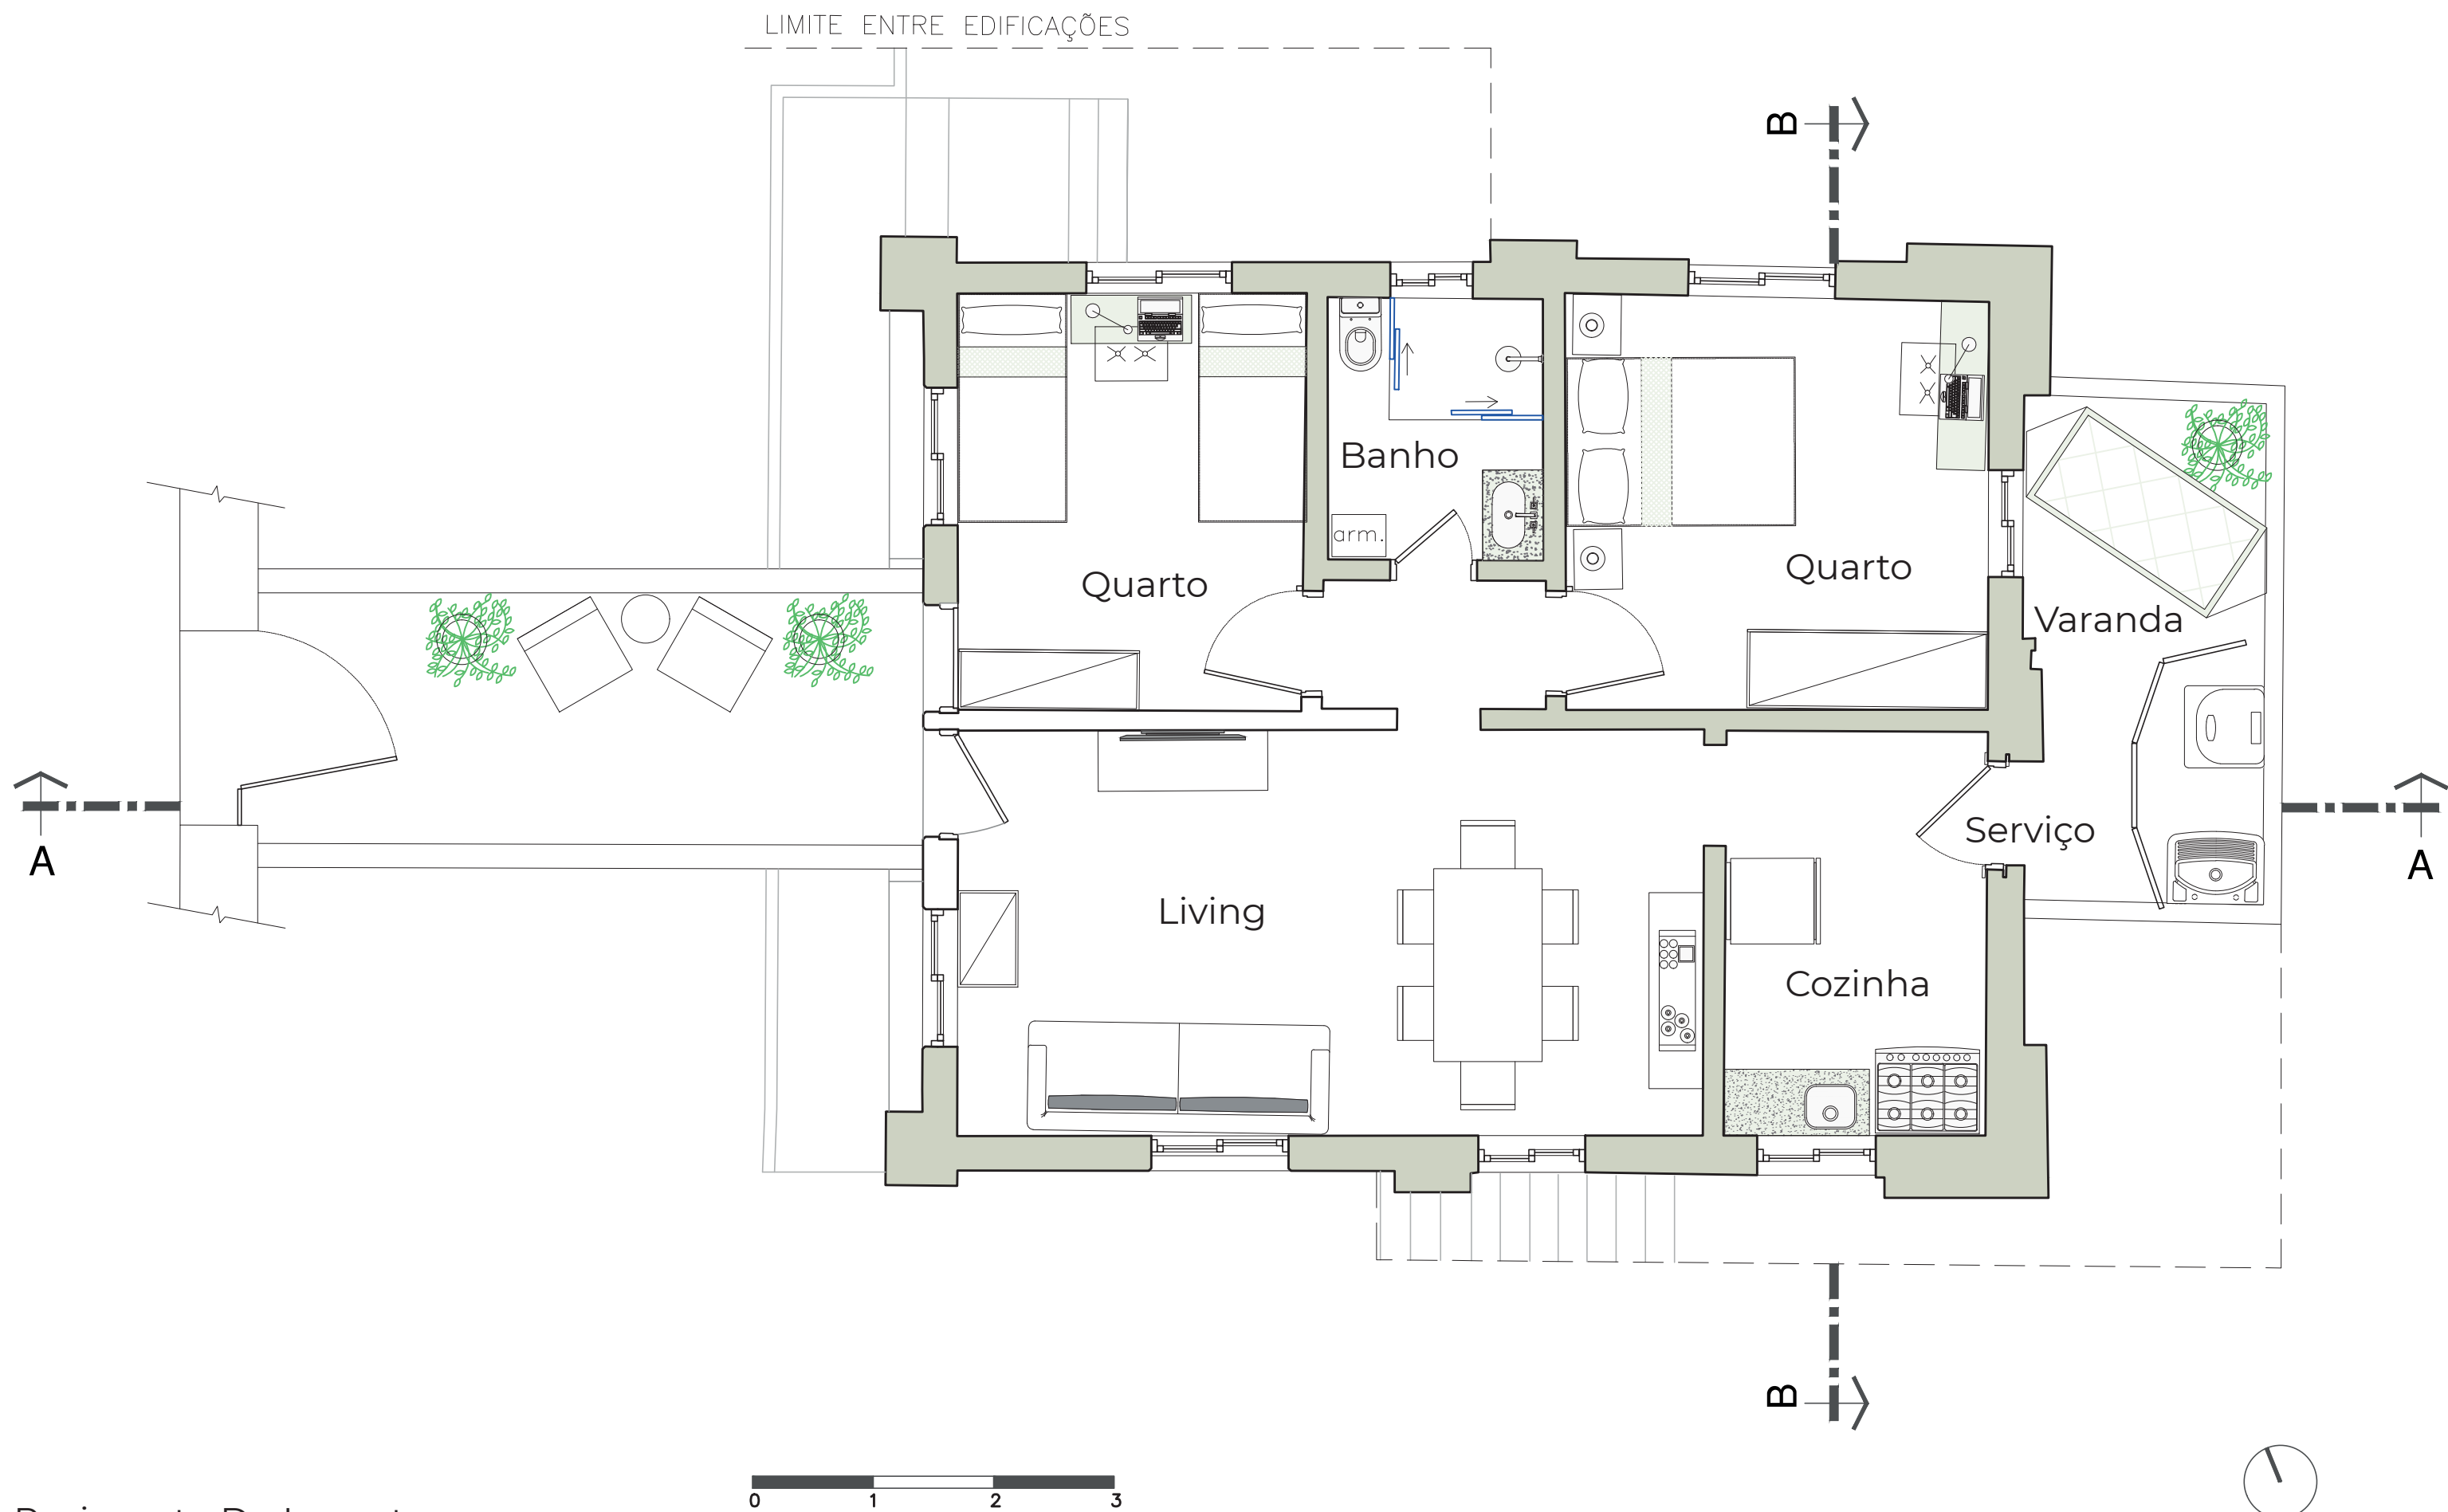 LIMITE ENTRE EDIFICAÇÕES
B
Banho
arm.
Quarto
Quarto
Varanda
A
Serviço
A
Living
Cozinha
B
0 1 2 3